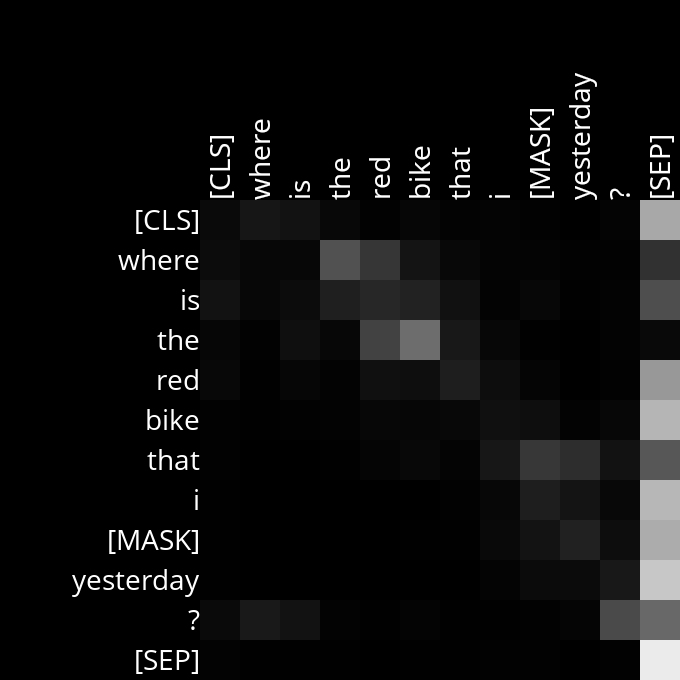 [CLS] where is the red bike that i [MASK] yesterday ? [SEP]
[CLS]
where
is
the
red
bike
that
i
[MASK]
yesterday
?
[SEP]